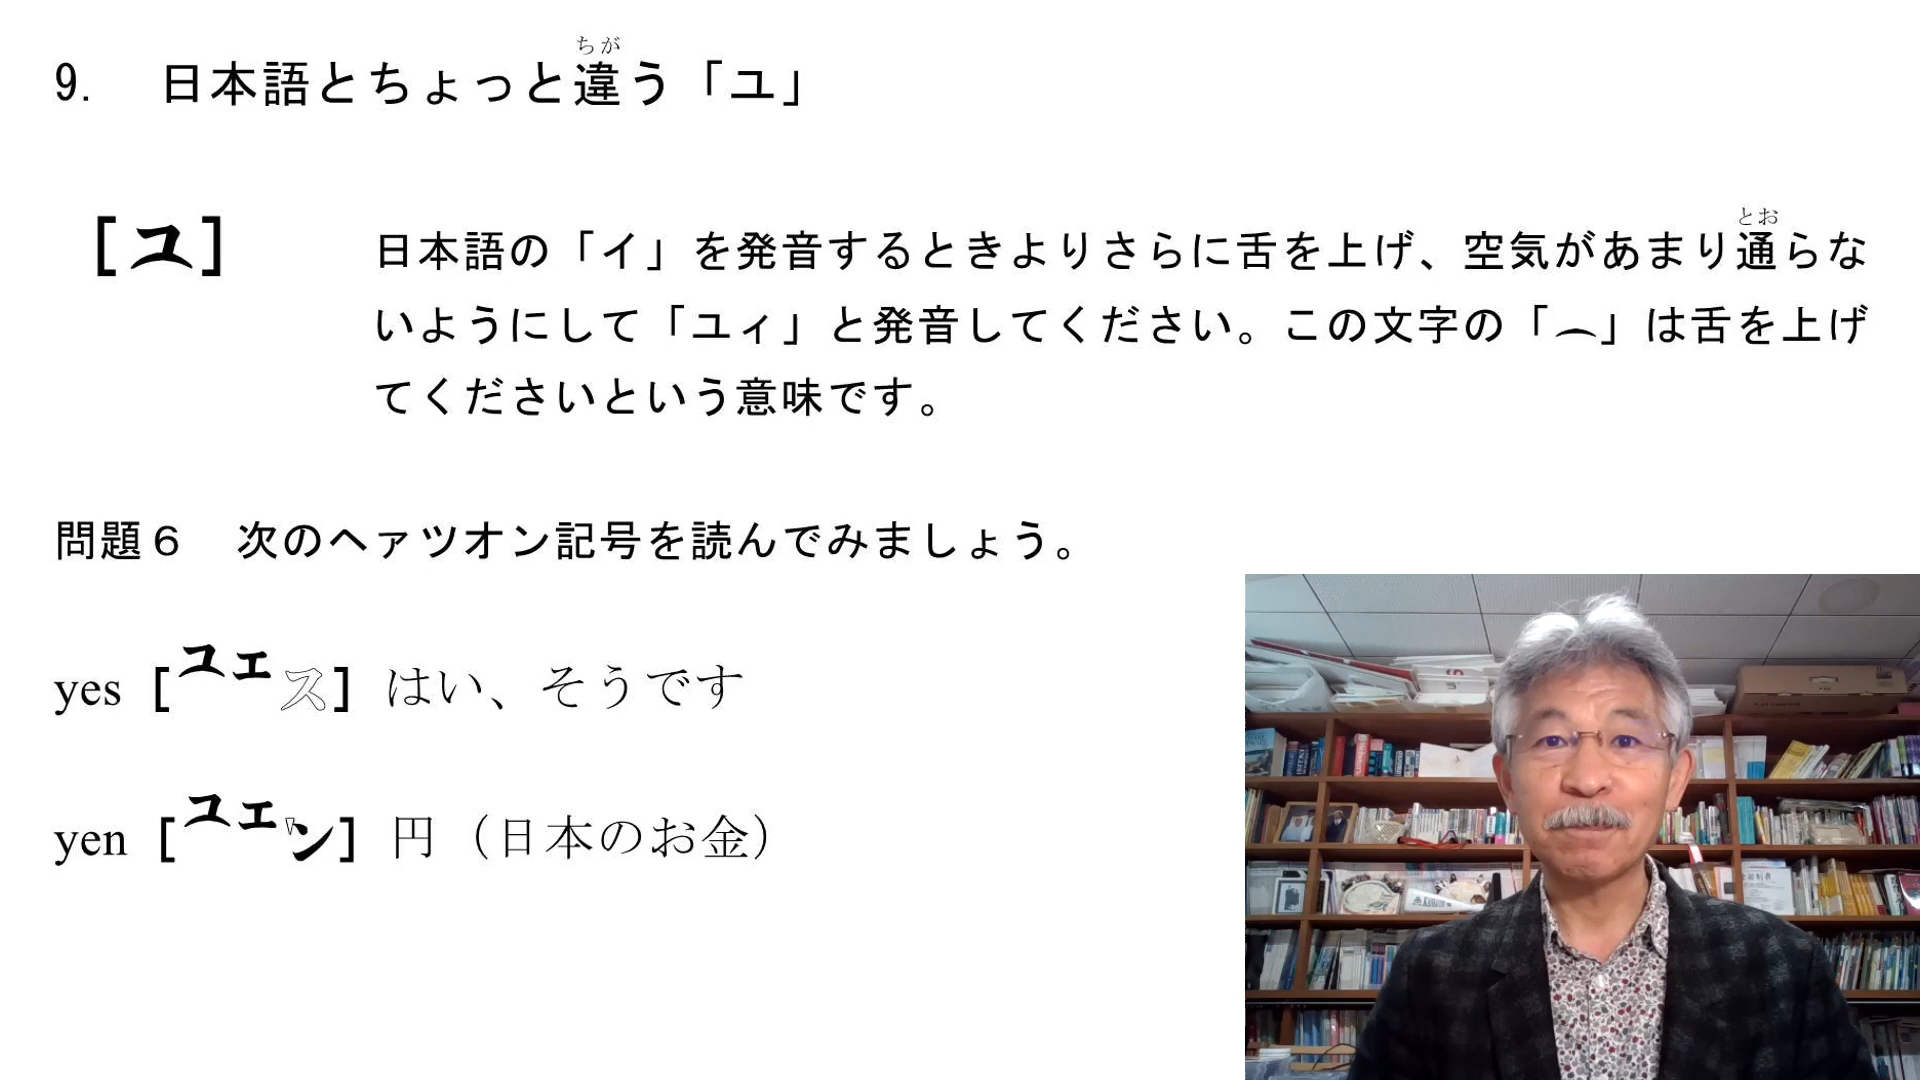 9. 日本語とちょっと違う「ユ」
ちが
[ユ]
日本語の「イ」を発音するときよりさらに舌を上げ、空気があまり通らな
とお
いようにして「ユィ」と発音してください。この文字の「⌒」は舌を上げ
てくださいという意味です。
問題６ 次のヘァツオン記号を読んでみましょう。
yes [ユェス] はい、そうです
yen [ユェン] 円（日本のお金）